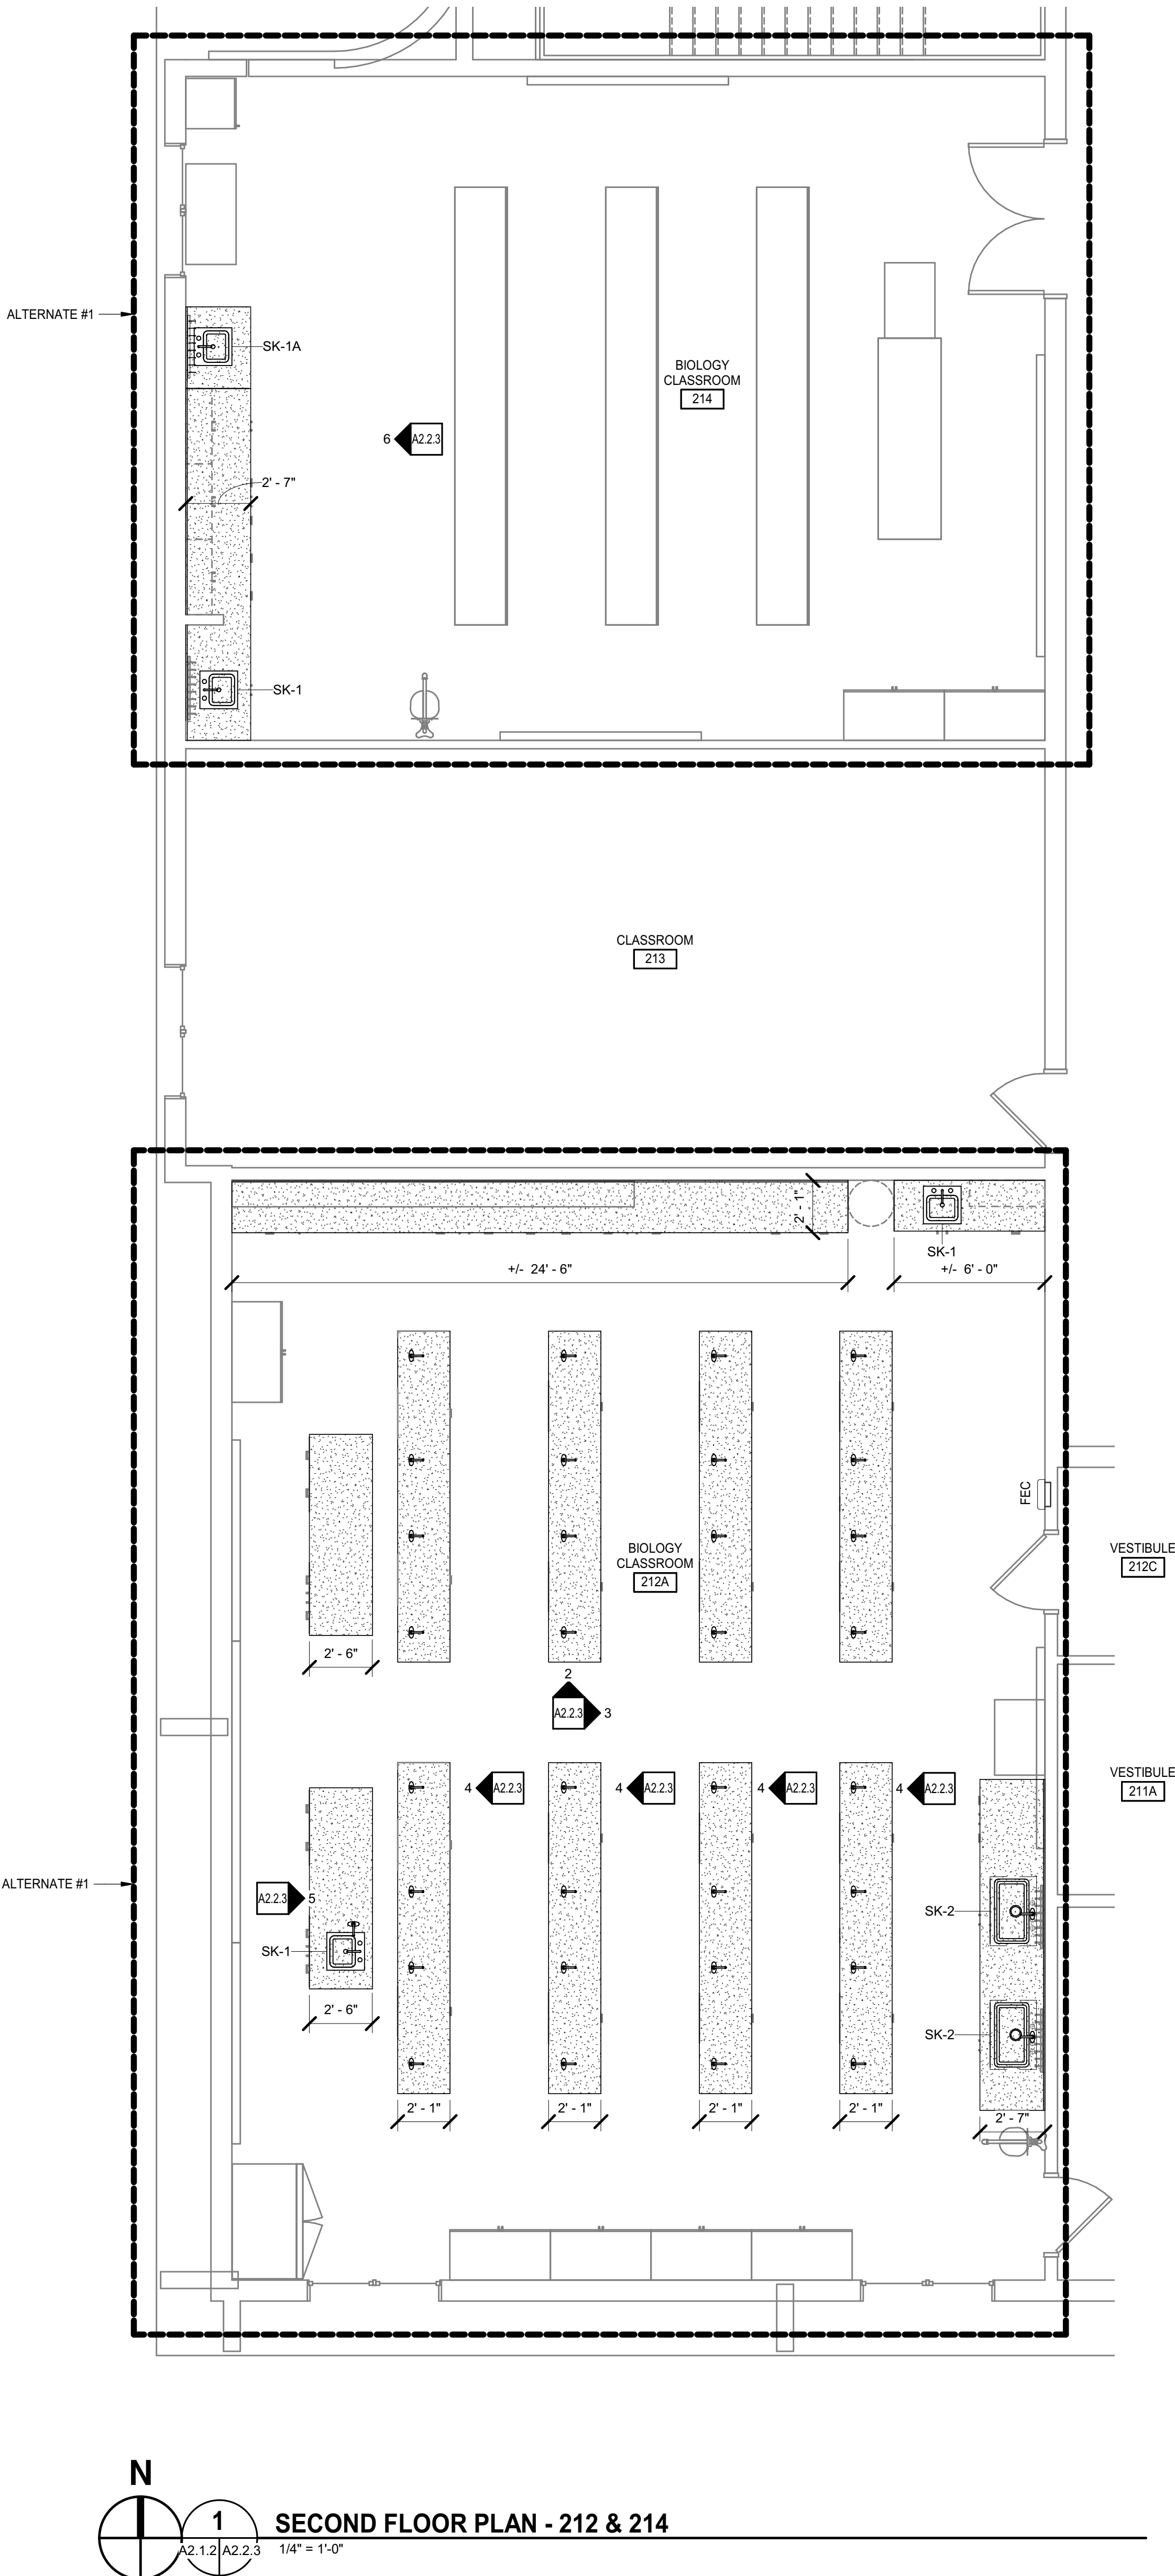 ALTERNATE #1
SK-1A
BIOLOGY
CLASSROOM
214
6
A2.2.3
2' - 7"
SK-1
CLASSROOM
213
2' - 1"
SK-1
+/-  24' - 6"
+/-  6' - 0"
FEC
BIOLOGY
CLASSROOM
212A
VESTIBULE
212C
2' - 6"
2
A2.2.3
3
4
A2.2.3
4
A2.2.3
4
A2.2.3
4
A2.2.3
VESTIBULE
211A
ALTERNATE #1
A2.2.3
5
SK-2
SK-1
2' - 6"
SK-2
2' - 1"
2' - 1"
2' - 1"
2' - 1"
2' - 7"
N
1
SECOND FLOOR PLAN - 212 & 214
A2.1.2
A2.2.3
1/4" = 1'-0"